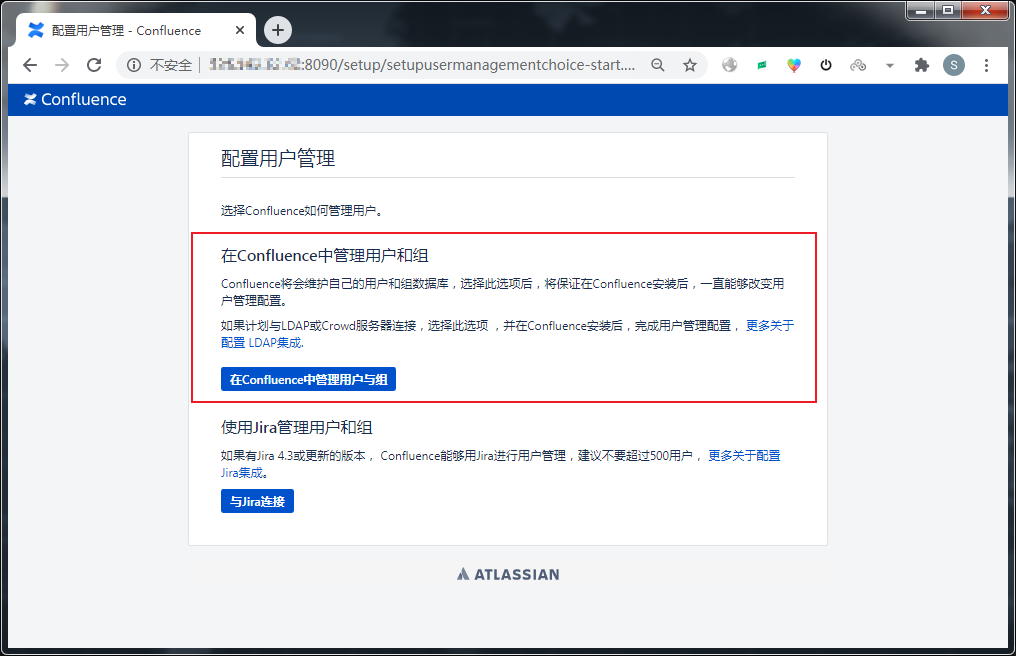 配置用户管理 - Confluence
不安全
:8090/setup/setupusermanagementchoice-start....
S
Confluence
配置用户管理
选择Confluence如何管理用户。
在Confluence中管理用户和组
Confluence将会维护自己的用户和组数据库，选择此选项后，将保证在Confluence安装后，一直能够改变用
户管理配置。
如果计划与LDAP或Crowd服务器连接，选择此选项 ，并在Confluence安装后，完成用户管理配置， 更多关于
配置 LDAP集成.
在Confluence中管理用户与组
使用Jira管理用户和组
如果有Jira 4.3或更新的版本， Confluence能够用Jira进行用户管理，建议不要超过500用户， 更多关于配置
Jira集成。
与Jira连接
ATLASSIAN